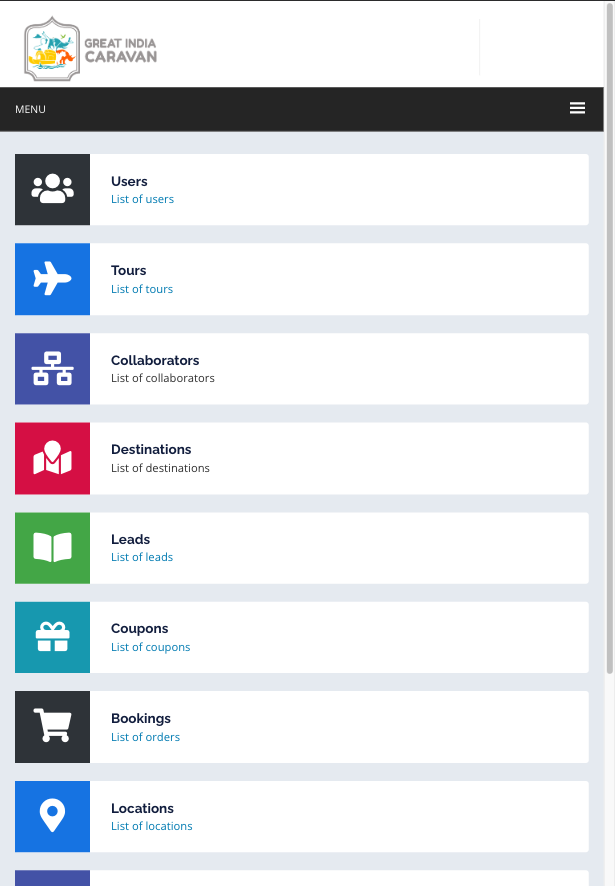 GREAT INDIA
CARAVAN
MENU
Users
List of users
Tours
List of tours
Collaborators
List of collaborators
Destinations
List of destinations
Leads
List of leads
Coupons
List of coupons
Bookings
List of orders
Locations
List of locations